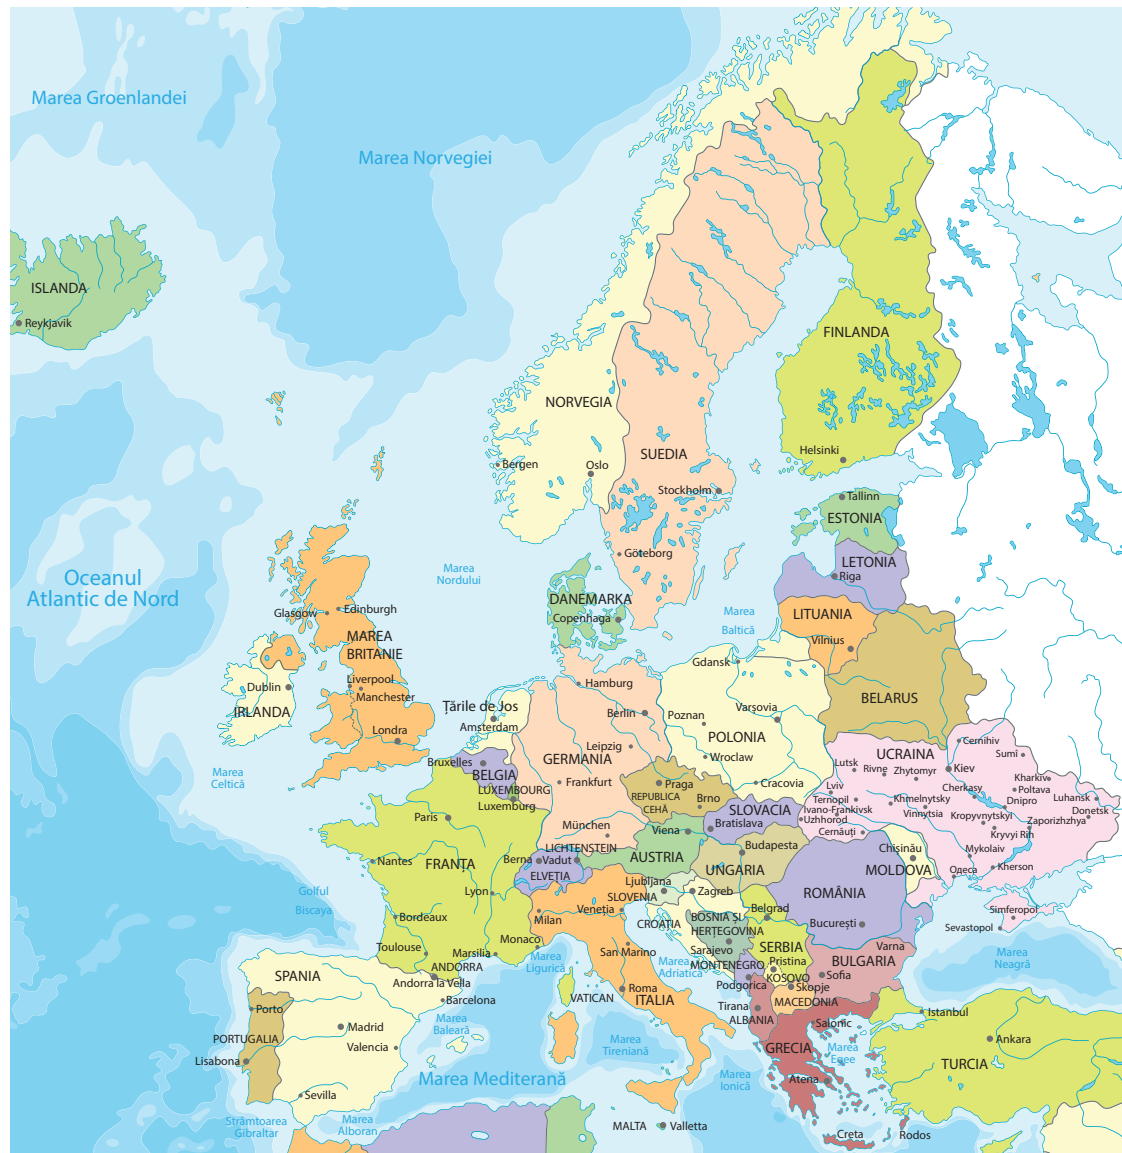 Marea Groenlandei
Marea Norvegiei
ISLANDA
Reykjavik
FINLANDA
NORVEGIA
SUEDIA
Helsinki
Bergen
Oslo
Stockholm
Tallinn
ESTONIA
Göteborg
LETONIA
Riga
Marea
Nordului
Oceanul
Atlantic de Nord
DANEMARKA
Copenhaga
Marea
Baltică
LITUANIA
Vilnius
Glasgow
Edinburgh
MAREA
BRITANIE
Gdansk
Dublin
Liverpool
Manchester
IRLANDA
Hamburg
BELARUS
Țările de Jos
Amsterdam
Berlin
Poznan
Varșovia
POLONIA
Londra
Leipzig
GERMANIA
Wroclaw
UCRAINA
Cernihiv
Sumî
Bruxelles
BELGIA
Marea
Celtică
LUXEMBOURG
Luxemburg
Frankfurt
Praga
REPUBLICA
CEHĂ
Brno
Cracovia
Lutsk
Rivne
Zhytomyr
Kiev
Lviv
Cherkasy
Kharkiv
Poltava
Ternopil
Ivano-Frankivsk
Uzhhorod
Khmelnytsky
Vinnytsia
Dnipro
Luhansk
Donetsk
Kropyvnytskyi
Zaporizhzhya
Kryvyi Rih
Cernăuți
Paris
München
Viena
SLOVACIA
Bratislava
Nantes
FRANȚA
Berna
Vadut
LICHTENSTEIN
ELVEȚIA
AUSTRIA
Budapesta
UNGARIA
Chișinău
MOLDOVA
Mykolaiv
Одеса
Kherson
Golful
Biscaya
Lyon
Ljubljana
SLOVENIA
Zagreb
ROMÂNIA
Bordeaux
Milan
Veneția
CROAȚIA
BOSNIA ȘI
HERȚEGOVINA
Belgrad
București
Simferopol
Sevastopol
Toulouse
Marsilia
Monaco
Marea
Ligurică
San Marino
Marea
Adriatica
Sarajevo
MONTENEGRO
Podgorica
SERBIA
Pristina
KOSOVO
Varna
BULGARIA
Sofia
Marea
Neagră
SPANIA
ANDORRA
Andorra la Vella
Barcelona
VATICAN
Roma
ITALIA
Tirana
ALBANIA
Skopje
MACEDONIA
Porto
PORTUGALIA
Lisabona
Madrid
Valencia
Marea
Baleară
Marea
Tireniană
Salonic
GRECIA
Marea
Egee
Istanbul
Ankara
TURCIA
Marea Mediterană
Marea
Ionică
Atena
Sevilla
Strâmtoarea
Gibraltar
Marea
Alboran
MALTA
Valletta
Creta
Rodos